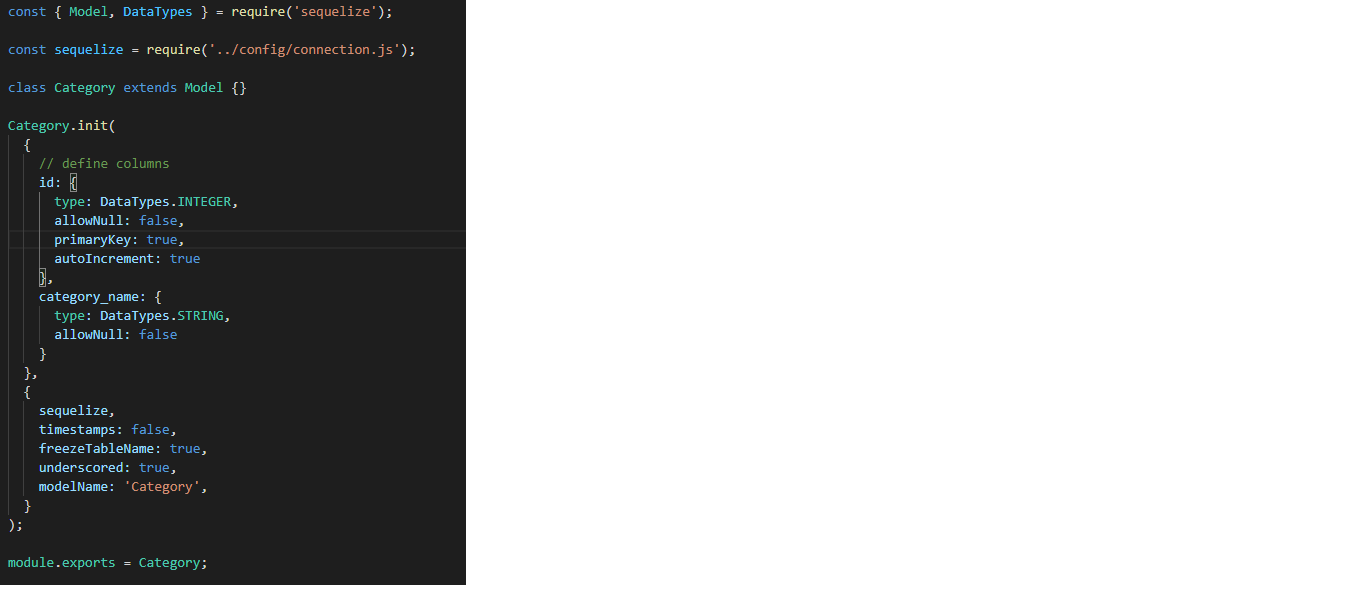 const { Model, DataTypes } = require('sequelize');
const sequelize = require('../config/connection.js');
class Category extends Model {}
Category.init(
  {
    // define columns
    id: {
      type: DataTypes.INTEGER,
      allowNull: false,
      primaryKey: true,
      autoIncrement: true
    },
    category_name: {
      type: DataTypes.STRING,
      allowNull: false
    }
  },
  {
    sequelize,
    timestamps: false,
    freezeTableName: true,
    underscored: true,
    modelName: 'Category',
  }
);
module.exports = Category;